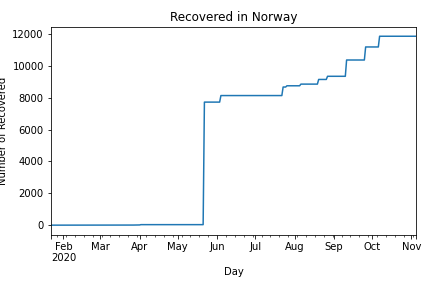 Recovered in Norway
Number of Recovered
12000
10000
8000
6000
4000
2000
0
Feb Mar Apr May Jun Jul Aug Sep Oct Nov
2020
Day